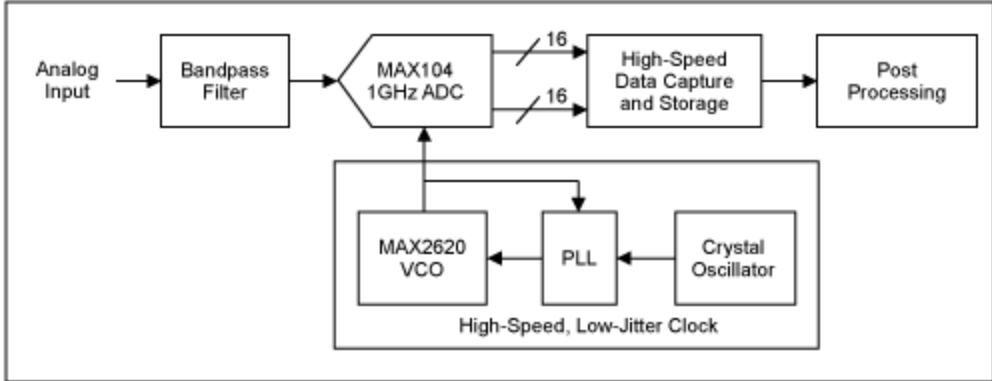 Analog
Input
Bandpass
Filter
MAX104
1GHz ADC
16
16
High-Speed
Data Capture
and Storage
Post
Processing
MAX2620
VCO
PLL
Crystal
Oscillator
High-Speed, Low-Jitter Clock